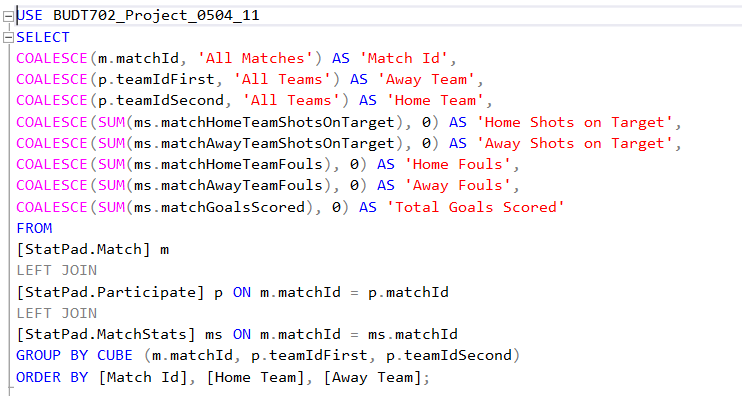 USE BUDT702_Project_0504_11
SELECT
COALESCE(m.matchId, 'All Matches') AS 'Match Id',
COALESCE(p.teamIdFirst, 'All Teams') AS 'Away Team',
COALESCE(p.teamIdSecond, 'All Teams') AS 'Home Team',
COALESCE(SUM(ms.matchHomeTeamShotsOnTarget), 0) AS 'Home Shots on Target',
COALESCE(SUM(ms.matchAwayTeamShotsOnTarget), 0) AS 'Away Shots on Target',
COALESCE(SUM(ms.matchHomeTeamFouls), 0) AS 'Home Fouls',
COALESCE(SUM(ms.matchAwayTeamFouls), 0) AS 'Away Fouls',
COALESCE(SUM(ms.matchGoalsScored), 0) AS 'Total Goals Scored'
FROM
[StatPad.Match] m
LEFT JOIN
[StatPad.Participate] p ON m.matchId = p.matchId
LEFT JOIN
[StatPad.MatchStats] ms ON m.matchId = ms.matchId
GROUP BY CUBE (m.matchId, p.teamIdFirst, p.teamIdSecond)
ORDER BY [Match Id], [Home Team], [Away Team];